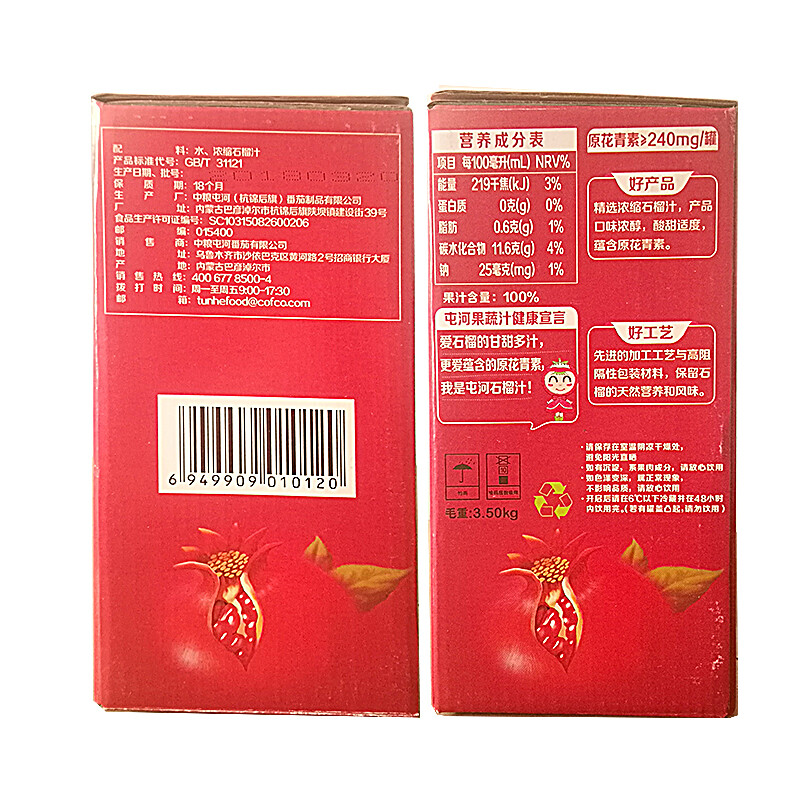 配 料：水、浓缩石榴汁
产品标准代号：GB/T 31121
生产日期、批号：
保 质 期：18个月
生 产 厂：中粮屯河（杭锦后旗）番茄制品有限公司
厂 址：内蒙古巴彦淖尔市杭锦后旗陕坝镇建设街39号
食品生产许可证编号：SC10315082600206
邮 编：015400
销 售 商：中粮屯河番茄有限公司
地 址：乌鲁木齐市沙依巴克区黄河路2号招商银行大厦
产 地：内蒙古巴彦淖尔市
销 售 热 线：400 677 8500-4
拨 打 时 间：周一至周五9:00-17:30
邮 箱：tunhefood@cofco.com
6 949909 010120
营养成分表
项目 每100毫升(mL) NRV%
能量 219千焦(kJ) 3%
蛋白质 0克(g) 0%
脂肪 0.6克(g) 1%
碳水化合物 11.6克(g) 4%
钠 25毫克(mg) 1%
果汁含量：100%
屯河果蔬汁健康宣言
爱石榴的甘甜多汁，
更爱蕴含的原花青素，
我是屯河石榴汁！
毛重:3.50kg
原花青素≥240mg/罐
好产品
精选浓缩石榴汁，产品
口味浓醇，酸甜适度，
蕴含原花青素。
好工艺
先进的加工工艺与高阻
隔性包装材料，保留石
榴的天然营养和风味。
·请保存在室温阴凉干燥处，
避免阳光直晒
·如有沉淀，系果肉成分，请放心饮用
·如色泽变深，属正常现象，
不影响品质，请放心饮用
·开启后请在6℃以下冷藏并在48小时
内饮用完。（若有罐盖凸起，请勿饮用）